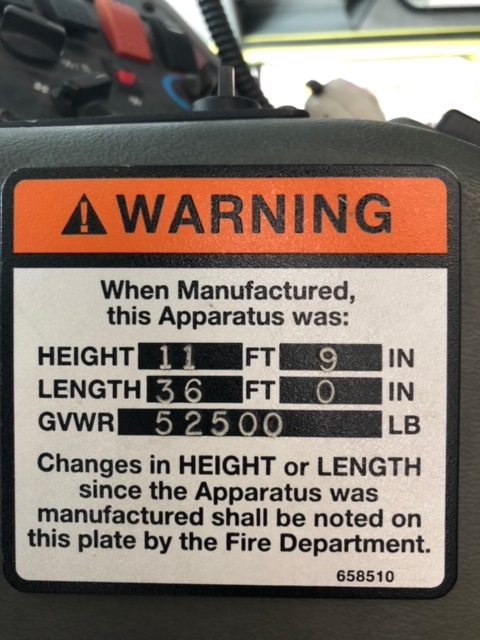 WARNING
When Manufactured,
this Apparatus was:
HEIGHT 11 FT 9 IN
LENGTH 36 FT 0 IN
GVWR 52500 LB
Changes in HEIGHT or LENGTH
since the Apparatus was
manufactured shall be noted on
this plate by the Fire Department.
658510